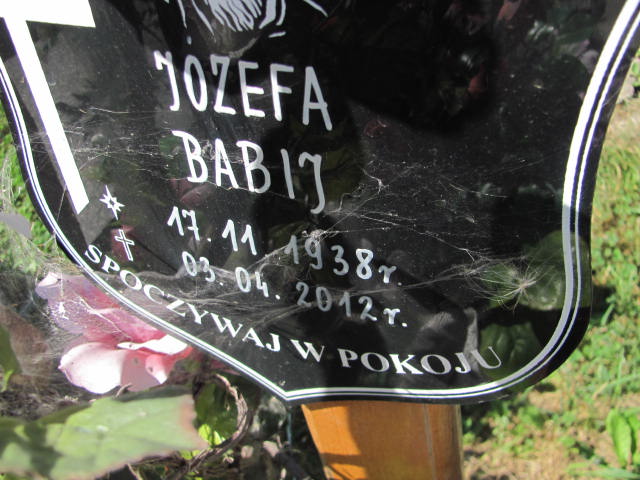 JÓZEFA
BABIJ
17.11 1938r.
03.04.2012r.
SPOCZYWAJ W POKOJU